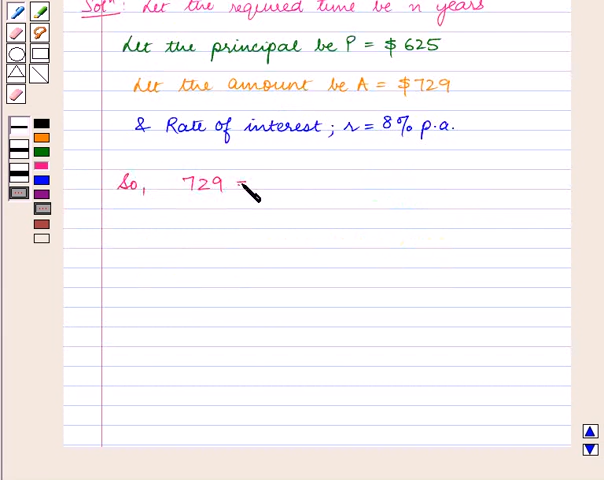 Solⁿ: Let the required time be n years
Let the principal be P = $625
Let the amount be A = $729
& Rate of interest; r = 8% p.a.
So, 729 =